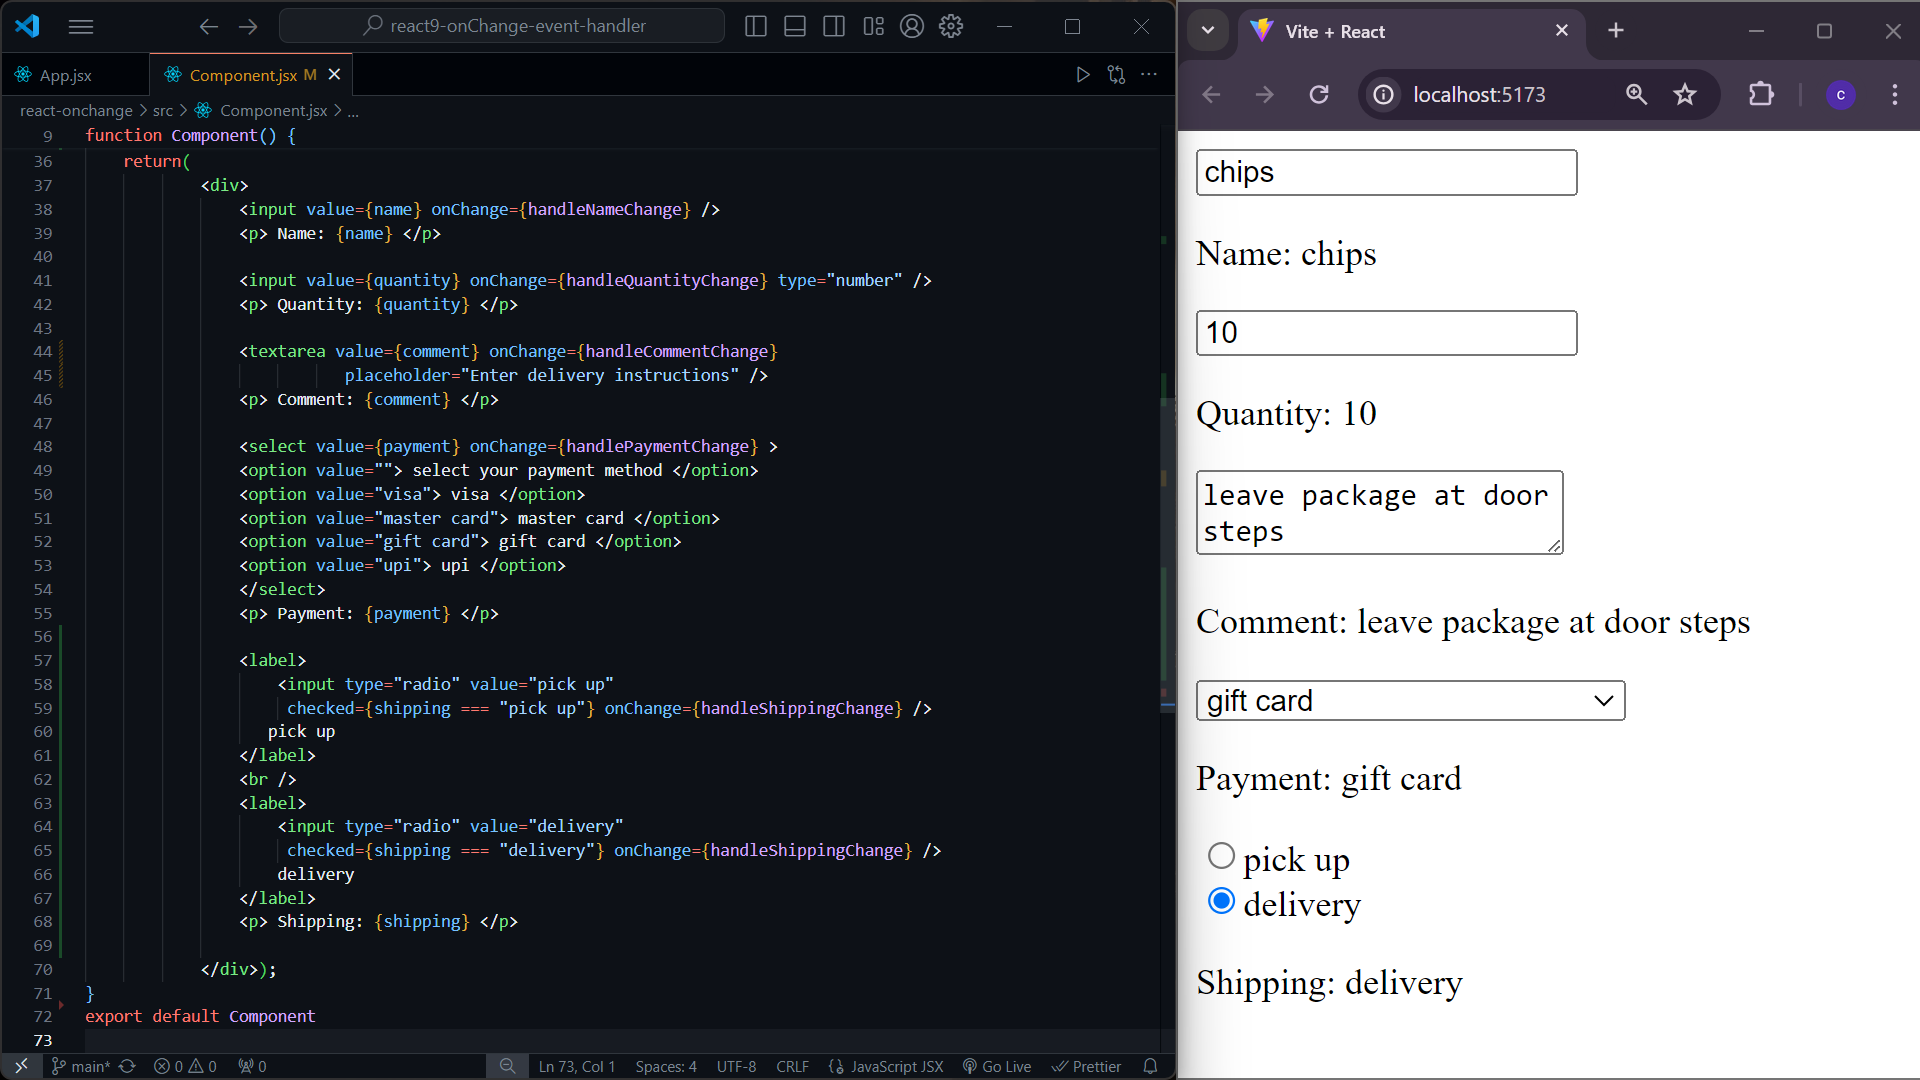 react9-onChange-event-handler
App.jsx
Component.jsx M
react-onchange > src > Component.jsx > ...
9 function Component() {
36 return(
37 <div>
38 <input value={name} onChange={handleNameChange} />
39 <p> Name: {name} </p>
40
41 <input value={quantity} onChange={handleQuantityChange} type="number" />
42 <p> Quantity: {quantity} </p>
43
44 <textarea value={comment} onChange={handleCommentChange}
45 placeholder="Enter delivery instructions" />
46 <p> Comment: {comment} </p>
47
48 <select value={payment} onChange={handlePaymentChange} >
49 <option value=""> select your payment method </option>
50 <option value="visa"> visa </option>
51 <option value="master card"> master card </option>
52 <option value="gift card"> gift card </option>
53 <option value="upi"> upi </option>
54 </select>
55 <p> Payment: {payment} </p>
56
57 <label>
58 <input type="radio" value="pick up"
59 checked={shipping === "pick up"} onChange={handleShippingChange} />
60 pick up
61 </label>
62 <br />
63 <label>
64 <input type="radio" value="delivery"
65 checked={shipping === "delivery"} onChange={handleShippingChange} />
66 delivery
67 </label>
68 <p> Shipping: {shipping} </p>
69
70 </div>);
71 }
72 export default Component
73
main* 0 0 0 Ln 73, Col 1 Spaces: 4 UTF-8 CRLF JavaScript JSX Go Live Prettier
Vite + React
localhost:5173
c
chips
Name: chips
10
Quantity: 10
leave package at door
steps
Comment: leave package at door steps
gift card
Payment: gift card
pick up
delivery
Shipping: delivery